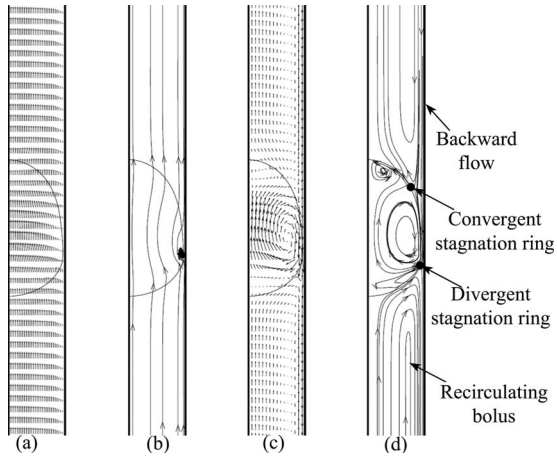 Backward
flow
Convergent
stagnation ring
Divergent
stagnation ring
Recirculating
bolus
(a) (b) (c) (d)